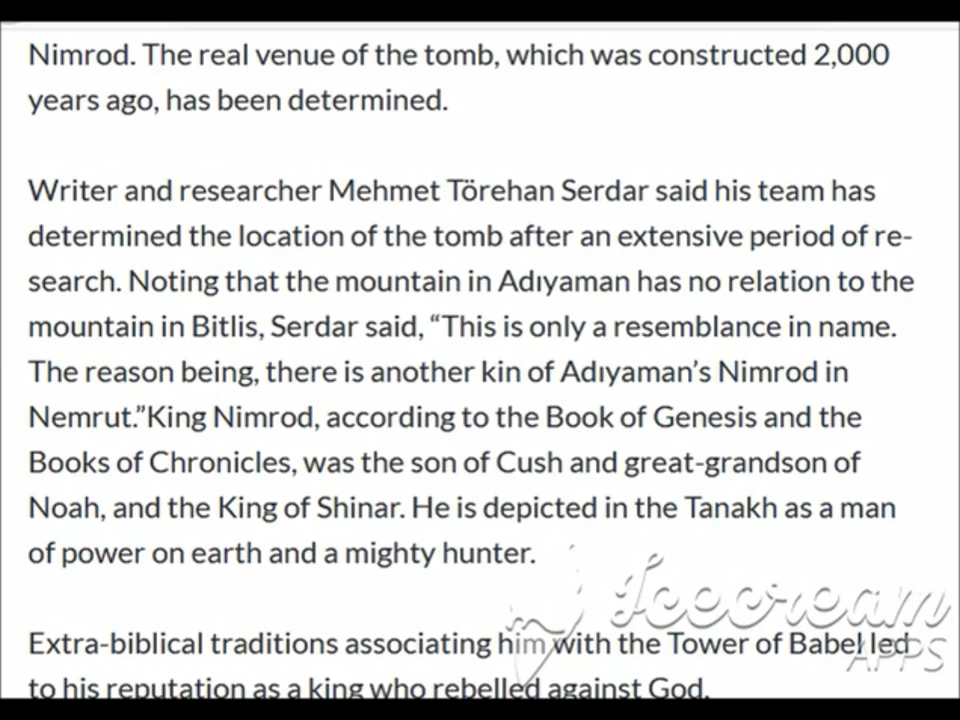 Nimrod. The real venue of the tomb, which was constructed 2,000
years ago, has been determined.
Writer and researcher Mehmet Törehan Serdar said his team has
determined the location of the tomb after an extensive period of re-
search. Noting that the mountain in Adıyaman has no relation to the
mountain in Bitlis, Serdar said, “This is only a resemblance in name.
The reason being, there is another kin of Adıyaman’s Nimrod in
Nemrut.”King Nimrod, according to the Book of Genesis and the
Books of Chronicles, was the son of Cush and great-grandson of
Noah, and the King of Shinar. He is depicted in the Tanakh as a man
of power on earth and a mighty hunter.
Icecream
APPS
Extra-biblical traditions associating him with the Tower of Babel led
to his reputation as a king who rebelled against God.